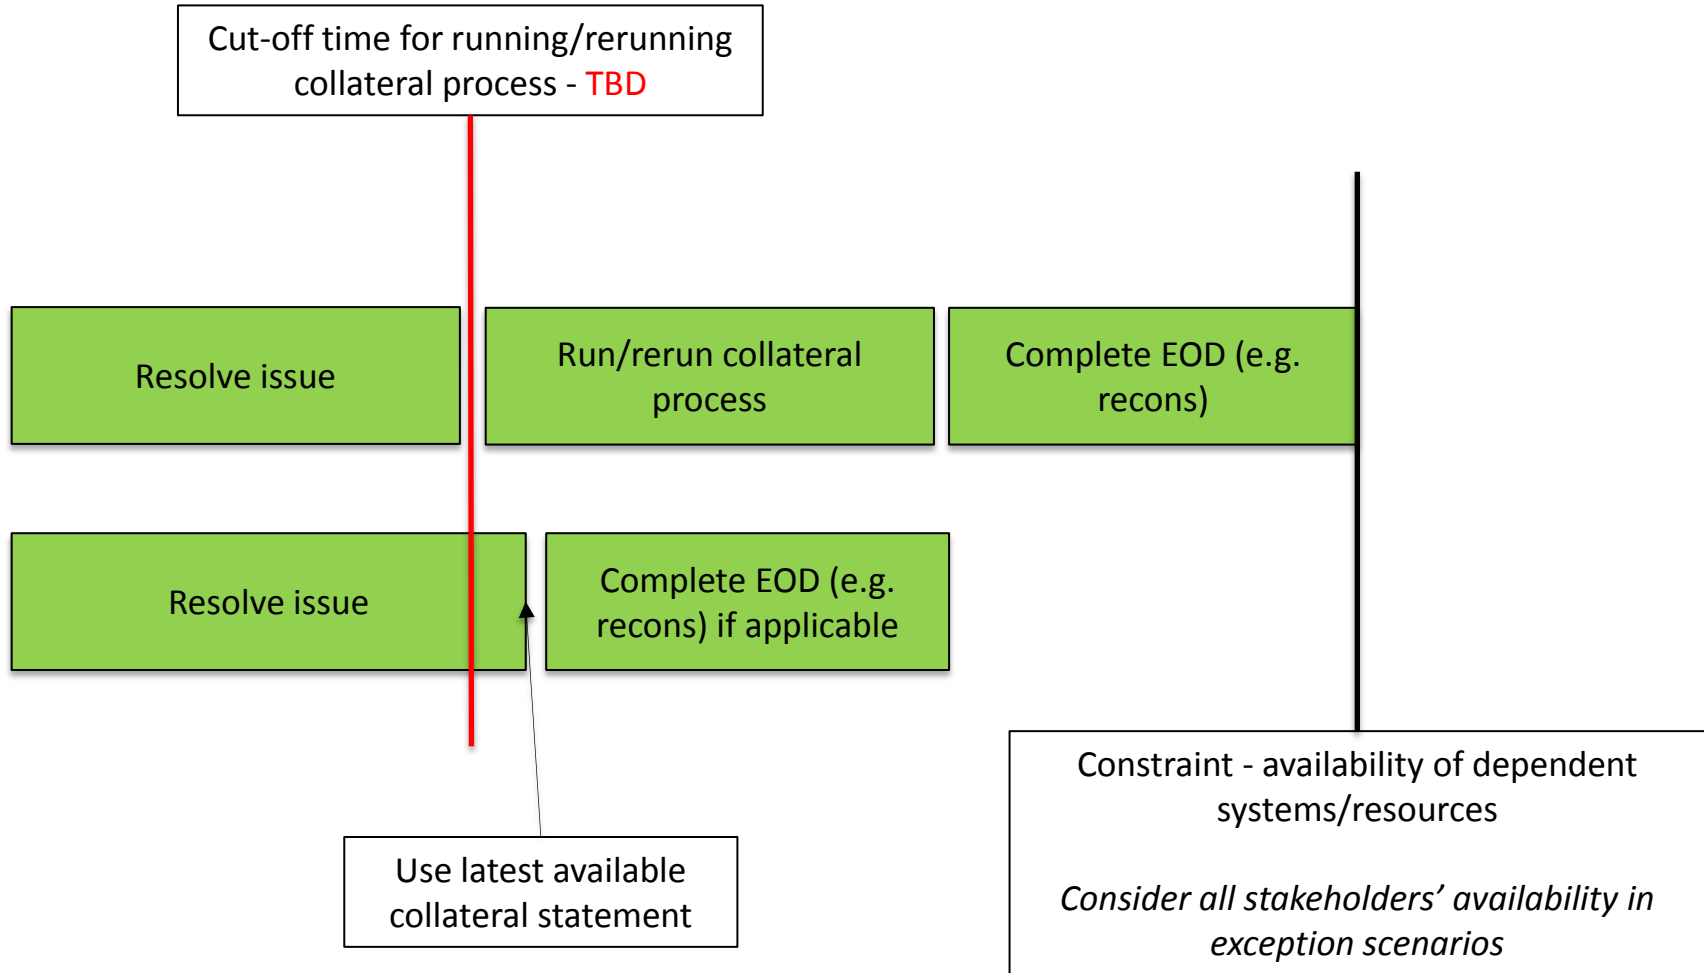 Cut-off time for running/rerunning
collateral process - TBD
Resolve issue
Run/rerun collateral
process
Complete EOD (e.g.
recons)
Resolve issue
Complete EOD (e.g.
recons) if applicable
Use latest available
collateral statement
Constraint - availability of dependent
systems/resources
Consider all stakeholders’ availability in
exception scenarios